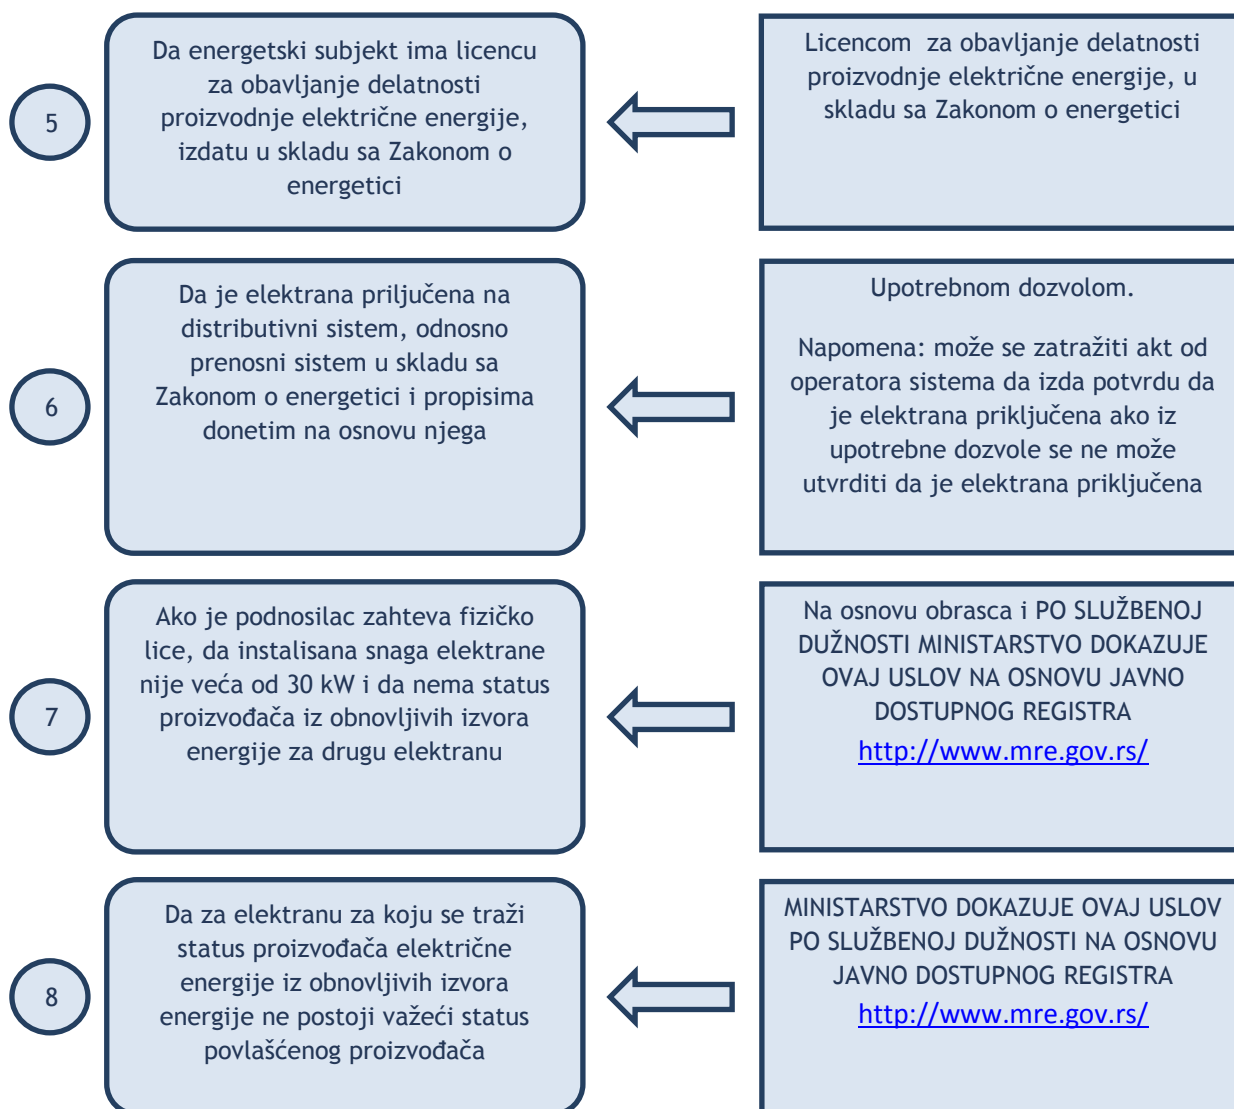 5
Da energetski subjekt ima licencu
za obavljanje delatnosti
proizvodnje električne energije,
izdatu u skladu sa Zakonom o
energetici
Licencom za obavljanje delatnosti
proizvodnje električne energije, u
skladu sa Zakonom o energetici
6
Da je elektrana priljučena na
distributivni sistem, odnosno
prenosni sistem u skladu sa
Zakonom o energetici i propisima
donetim na osnovu njega
Upotrebnom dozvolom.
Napomena: može se zatražiti akt od
operatora sistema da izda potvrdu da
je elektrana priključena ako iz
upotrebne dozvole se ne može
utvrditi da je elektrana priključena
7
Ako je podnosilac zahteva fizičko
lice, da instalisana snaga elektrane
nije veća od 30 kW i da nema status
proizvođača iz obnovljivih izvora
energije za drugu elektranu
Na osnovu obrasca i PO SLUŽBENOJ
DUŽNOSTI MINISTARSTVO DOKAZUJE
OVAJ USLOV NA OSNOVU JAVNO
DOSTUPNOG REGISTRA
http://www.mre.gov.rs/
8
Da za elektranu za koju se traži
status proizvođača električne
energije iz obnovljivih izvora
energije ne postoji važeći status
povlašćenog proizvođača
MINISTARSTVO DOKAZUJE OVAJ USLOV
PO SLUŽBENOJ DUŽNOSTI NA OSNOVU
JAVNO DOSTUPNOG REGISTRA
http://www.mre.gov.rs/